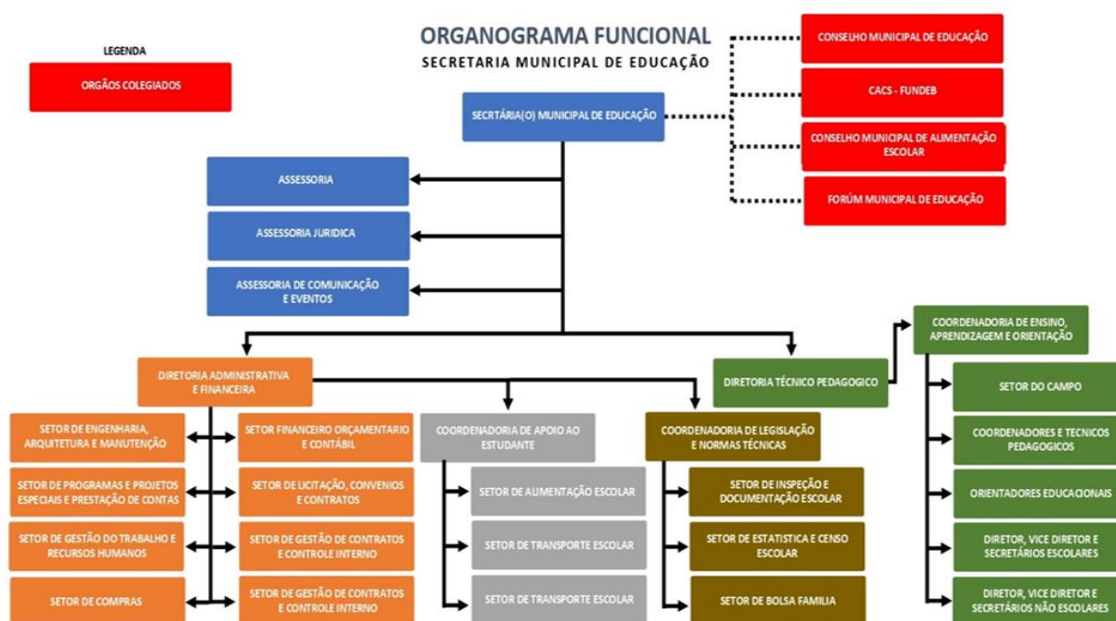 ORGANOGRAMA FUNCIONAL
SECRETARIA MUNICIPAL DE EDUCAÇÃO
LEGENDA
ORGÃOS COLEGIADOS
CONSELHO MUNICIPAL DE EDUCAÇÃO
CACS - FUNDEB
CONSELHO MUNICIPAL DE ALIMENTAÇÃO
ESCOLAR
FORÚM MUNICIPAL DE EDUCAÇÃO
SECRTÁRIA(O) MUNICIPAL DE EDUCAÇÃO
ASSESSORIA
ASSESSORIA JURIDICA
ASSESSORIA DE COMUNICAÇÃO
E EVENTOS
DIRETORIA ADMINISTRATIVA
E FINANCEIRA
SETOR DE ENGENHARIA,
ARQUITETURA E MANUTENÇÃO
SETOR DE PROGRAMAS E PROJETOS
ESPECIAIS E PRESTAÇÃO DE CONTAS
SETOR DE GESTÃO DO TRABALHO E
RECURSOS HUMANOS
SETOR DE COMPRAS
SETOR FINANCEIRO ORÇAMENTARIO
E CONTÁBIL
SETOR DE LICITAÇÃO, CONVENIOS
E CONTRATOS
SETOR DE GESTÃO DE CONTRATOS
E CONTROLE INTERNO
SETOR DE GESTÃO DE CONTRATOS
E CONTROLE INTERNO
COORDENADORIA DE APOIO AO
ESTUDANTE
SETOR DE ALIMENTAÇÃO ESCOLAR
SETOR DE TRANSPORTE ESCOLAR
SETOR DE TRANSPORTE ESCOLAR
COORDENADORIA DE LEGISLAÇÃO
E NORMAS TÉCNICAS
SETOR DE INSPEÇÃO E
DOCUMENTAÇÃO ESCOLAR
SETOR DE ESTATISTICA E CENSO
ESCOLAR
SETOR DE BOLSA FAMILIA
DIRETORIA TÉCNICO PEDAGOGICO
COORDENADORIA DE ENSINO,
APRENDIZAGEM E ORIENTAÇÃO
SETOR DO CAMPO
COORDENADORES E TECNICOS
PEDAGOGICOS
ORIENTADORES EDUCACIONAIS
DIRETOR, VICE DIRETOR E
SECRETÁRIOS ESCOLARES
DIRETOR, VICE DIRETOR E
SECRETÁRIOS NÃO ESCOLARES